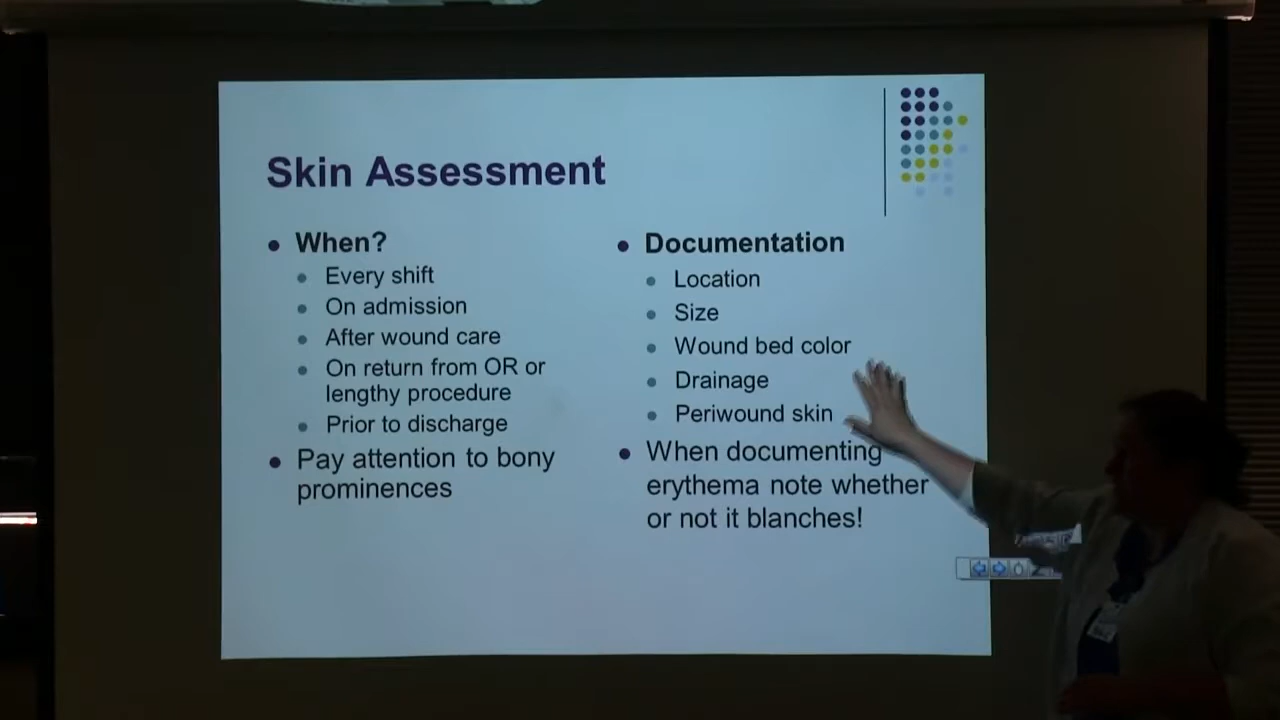 Skin Assessment
When?
Every shift
On admission
After wound care
On return from OR or
lengthy procedure
Prior to discharge
Pay attention to bony
prominences
Documentation
Location
Size
Wound bed color
Drainage
Periwound skin
When documenting
erythema note whether
or not it blanches!